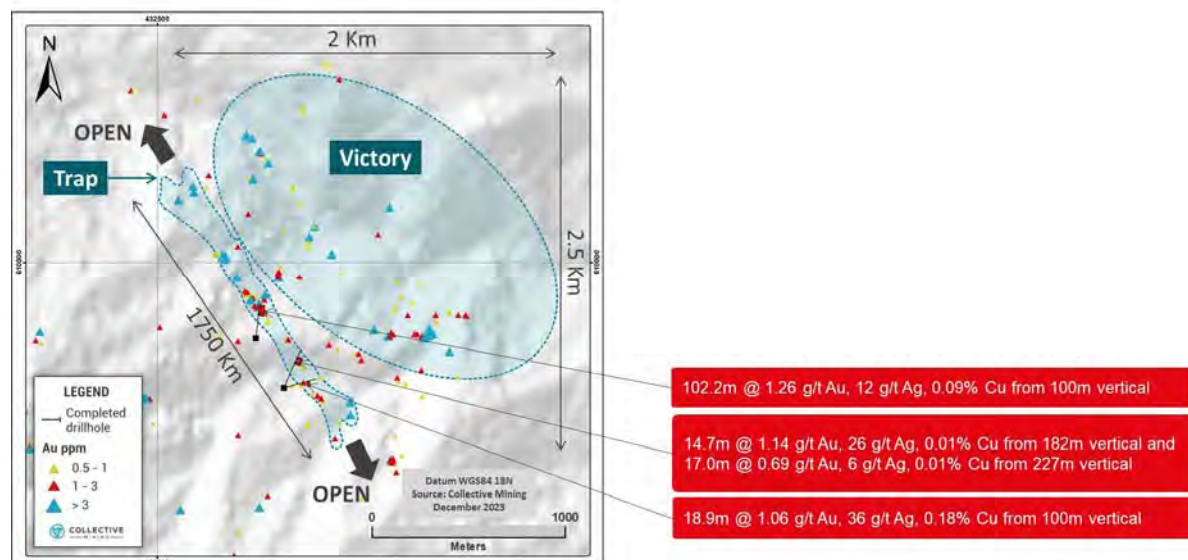 432500
2 Km
N
OPEN
Trap
Victory
2.5 Km
610000
610000
1750 Km
102.2m @ 1.26 g/t Au, 12 g/t Ag, 0.09% Cu from 100m vertical
14.7m @ 1.14 g/t Au, 26 g/t Ag, 0.01% Cu from 182m vertical and
17.0m @ 0.69 g/t Au, 6 g/t Ag, 0.01% Cu from 227m vertical
18.9m @ 1.06 g/t Au, 36 g/t Ag, 0.18% Cu from 100m vertical
LEGEND
Completed
drillhole
Au ppm
0.5 - 1
1 - 3
> 3
COLLECTIVE
MINING
OPEN
Datum WGS84 18N
Source: Collective Mining
December 2023
0 1000
Meters